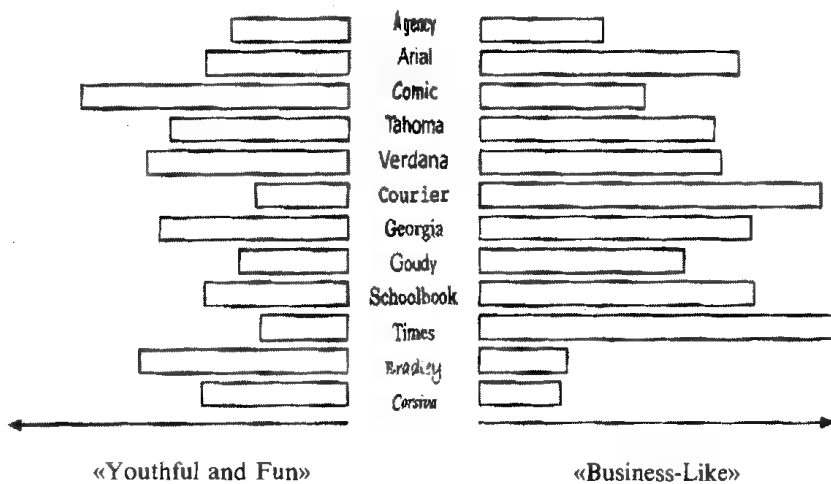 Agency
Arial
Comic
Tahoma
Verdana
Courier
Georgia
Goudy
Schoolbook
Times
Bradley
Corsiva
«Youthful and Fun» «Business-Like»